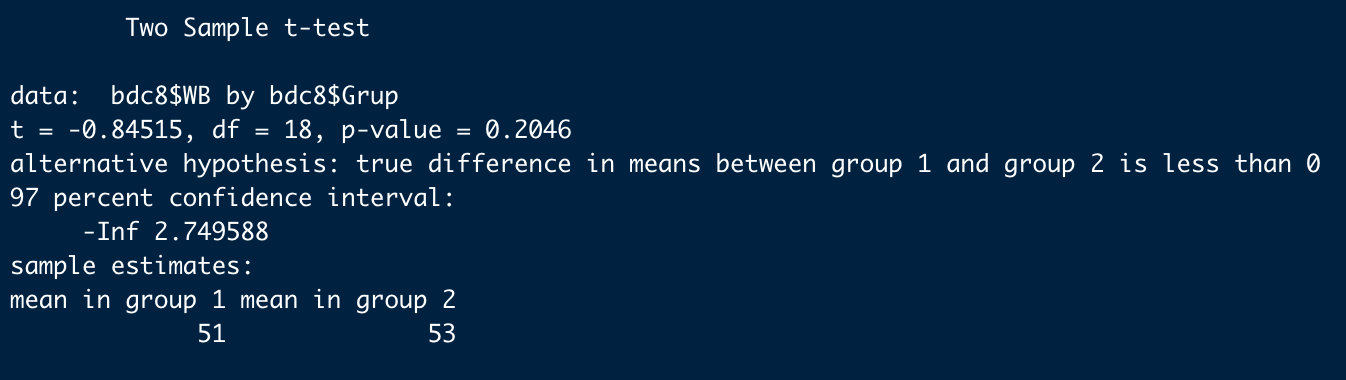 Two Sample t-test
data:  bdc8$WB by bdc8$Grup
t = -0.84515, df = 18, p-value = 0.2046
alternative hypothesis: true difference in means between group 1 and group 2 is less than 0
97 percent confidence interval:
-Inf 2.749588
sample estimates:
mean in group 1 mean in group 2
51 53